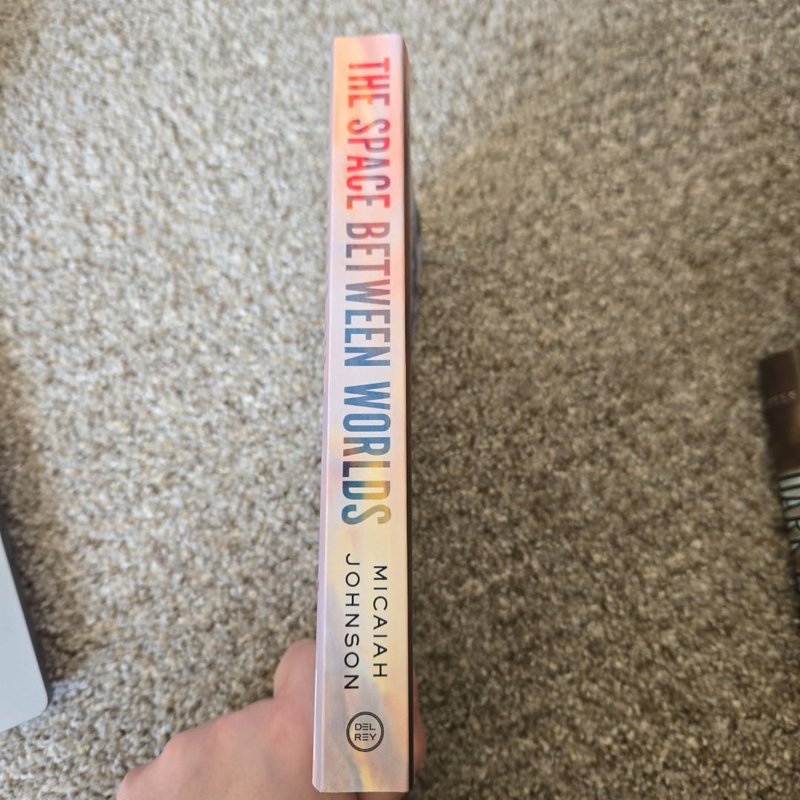 THE SPACE BETWEEN WORLDS
MICAIAH
JOHNSON
DEL
REY